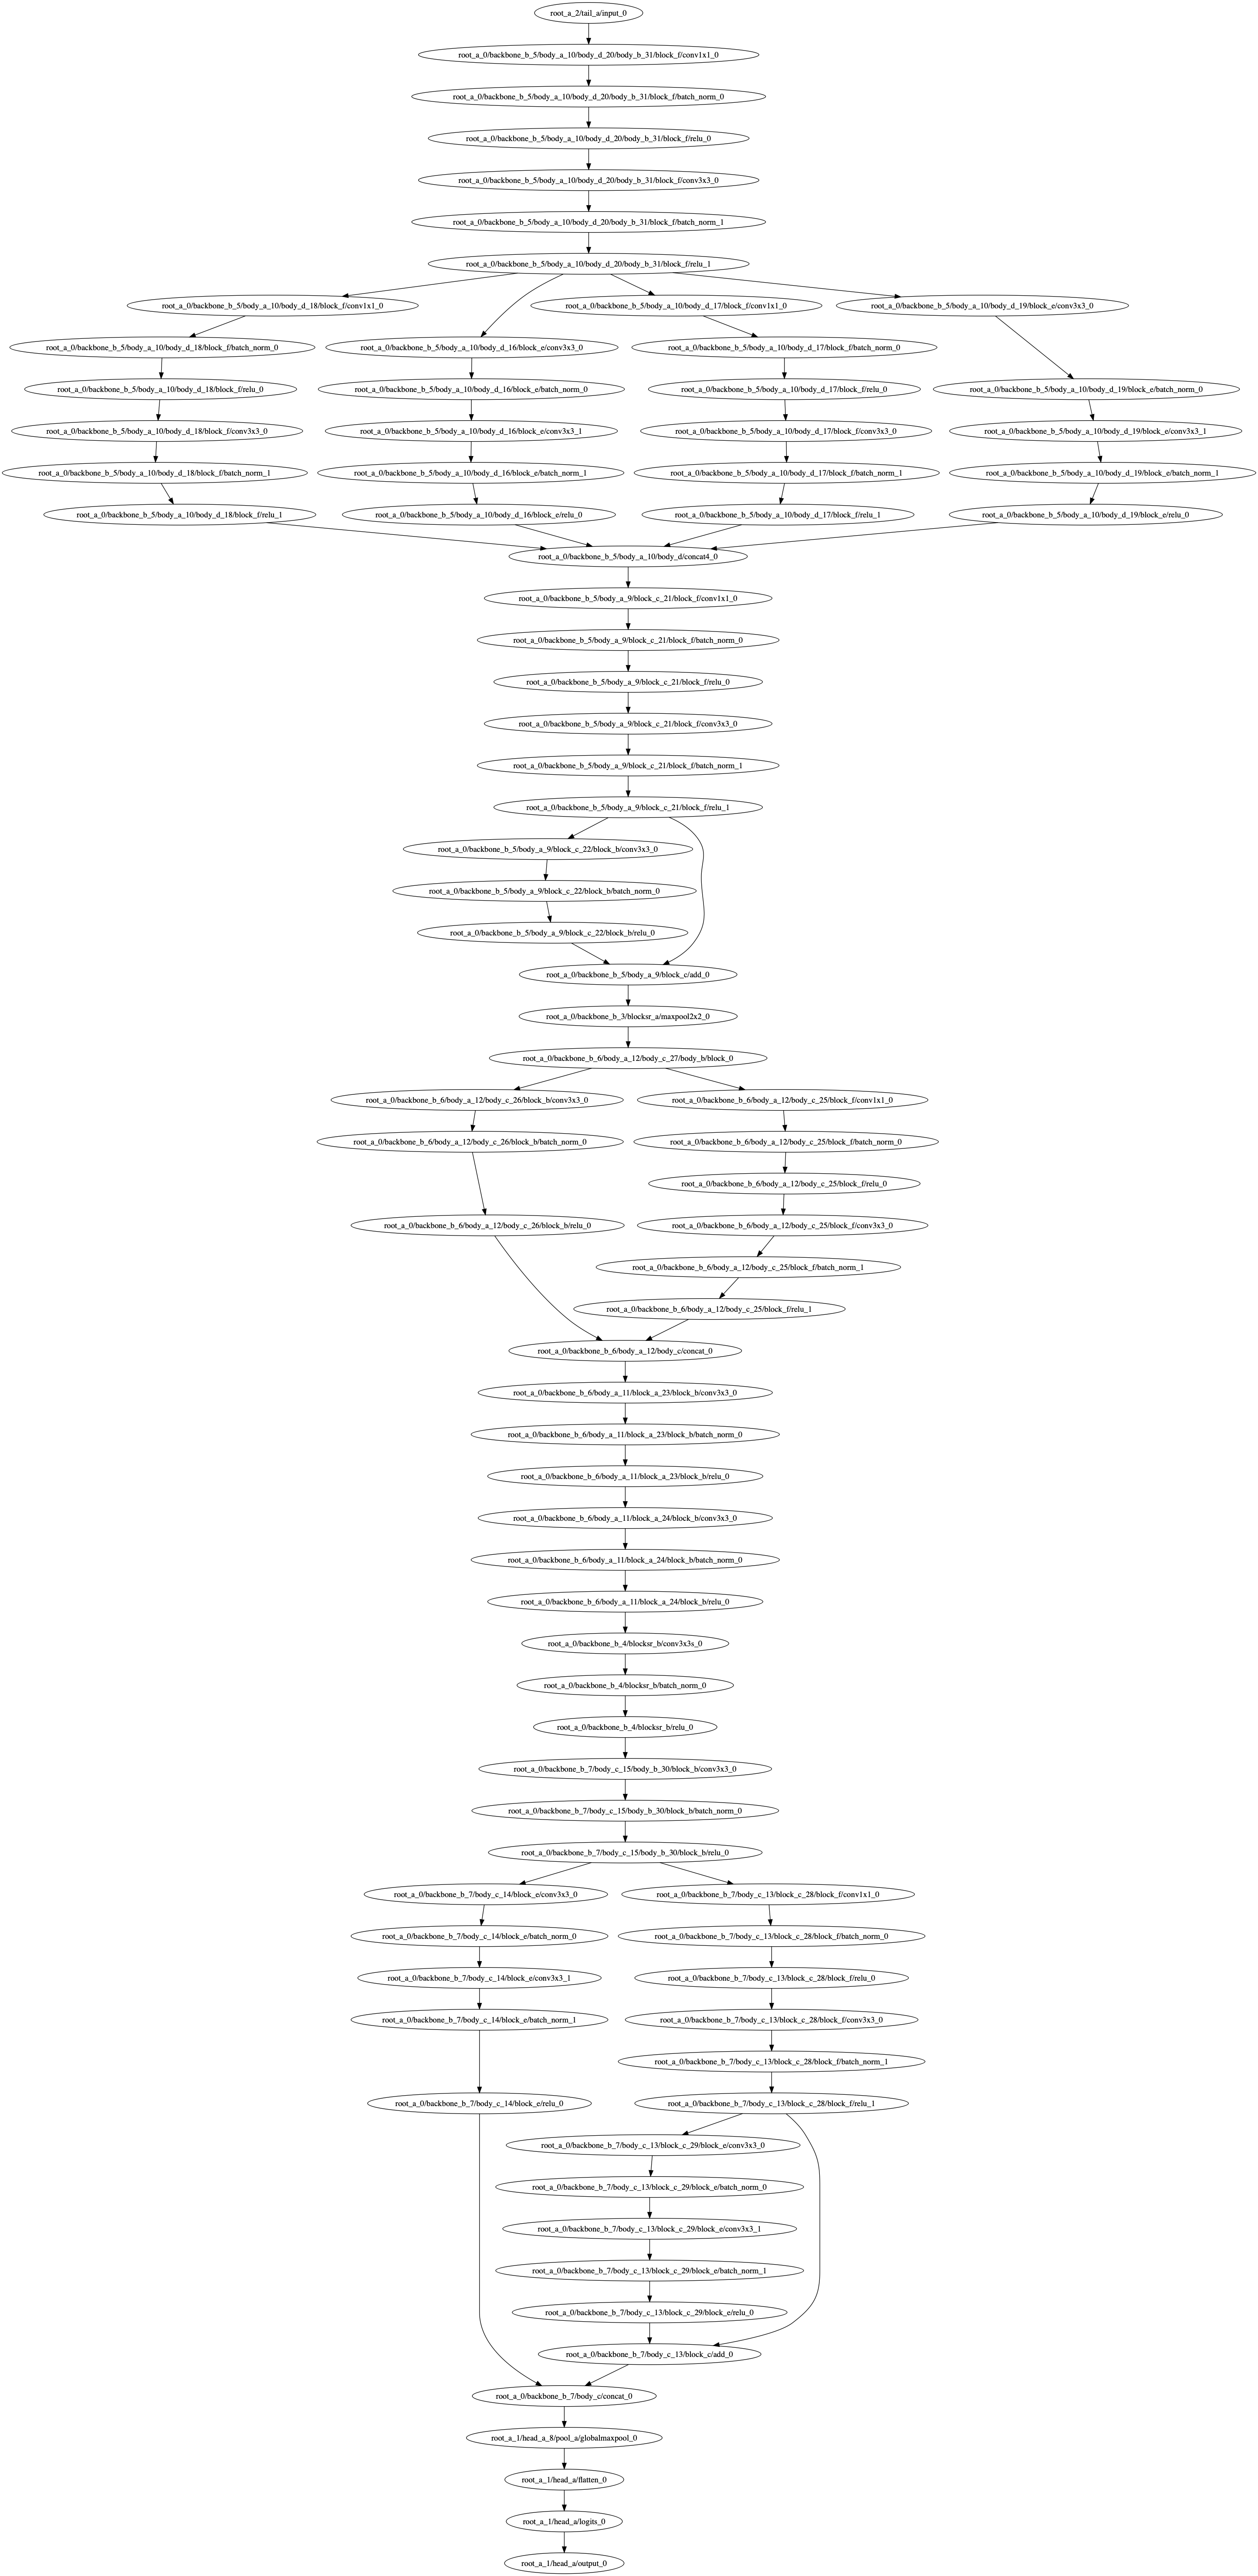 root_a_2/tail_a/input_0
root_a_0/backbone_b_5/body_a_10/body_d_20/body_b_31/block_f/conv1x1_0
root_a_0/backbone_b_5/body_a_10/body_d_20/body_b_31/block_f/batch_norm_0
root_a_0/backbone_b_5/body_a_10/body_d_20/body_b_31/block_f/relu_0
root_a_0/backbone_b_5/body_a_10/body_d_20/body_b_31/block_f/conv3x3_0
root_a_0/backbone_b_5/body_a_10/body_d_20/body_b_31/block_f/batch_norm_1
root_a_0/backbone_b_5/body_a_10/body_d_20/body_b_31/block_f/relu_1
root_a_0/backbone_b_5/body_a_10/body_d_18/block_f/conv1x1_0
root_a_0/backbone_b_5/body_a_10/body_d_17/block_f/conv1x1_0
root_a_0/backbone_b_5/body_a_10/body_d_19/block_e/conv3x3_0
root_a_0/backbone_b_5/body_a_10/body_d_18/block_f/batch_norm_0
root_a_0/backbone_b_5/body_a_10/body_d_16/block_e/conv3x3_0
root_a_0/backbone_b_5/body_a_10/body_d_17/block_f/batch_norm_0
root_a_0/backbone_b_5/body_a_10/body_d_18/block_f/relu_0
root_a_0/backbone_b_5/body_a_10/body_d_16/block_e/batch_norm_0
root_a_0/backbone_b_5/body_a_10/body_d_17/block_f/relu_0
root_a_0/backbone_b_5/body_a_10/body_d_19/block_e/batch_norm_0
root_a_0/backbone_b_5/body_a_10/body_d_18/block_f/conv3x3_0
root_a_0/backbone_b_5/body_a_10/body_d_16/block_e/conv3x3_1
root_a_0/backbone_b_5/body_a_10/body_d_17/block_f/conv3x3_0
root_a_0/backbone_b_5/body_a_10/body_d_19/block_e/conv3x3_1
root_a_0/backbone_b_5/body_a_10/body_d_18/block_f/batch_norm_1
root_a_0/backbone_b_5/body_a_10/body_d_16/block_e/batch_norm_1
root_a_0/backbone_b_5/body_a_10/body_d_17/block_f/batch_norm_1
root_a_0/backbone_b_5/body_a_10/body_d_19/block_e/batch_norm_1
root_a_0/backbone_b_5/body_a_10/body_d_18/block_f/relu_1
root_a_0/backbone_b_5/body_a_10/body_d_16/block_e/relu_0
root_a_0/backbone_b_5/body_a_10/body_d_17/block_f/relu_1
root_a_0/backbone_b_5/body_a_10/body_d_19/block_e/relu_0
root_a_0/backbone_b_5/body_a_10/body_d/concat4_0
root_a_0/backbone_b_5/body_a_9/block_c_21/block_f/conv1x1_0
root_a_0/backbone_b_5/body_a_9/block_c_21/block_f/batch_norm_0
root_a_0/backbone_b_5/body_a_9/block_c_21/block_f/relu_0
root_a_0/backbone_b_5/body_a_9/block_c_21/block_f/conv3x3_0
root_a_0/backbone_b_5/body_a_9/block_c_21/block_f/batch_norm_1
root_a_0/backbone_b_5/body_a_9/block_c_21/block_f/relu_1
root_a_0/backbone_b_5/body_a_9/block_c_22/block_b/conv3x3_0
root_a_0/backbone_b_5/body_a_9/block_c_22/block_b/batch_norm_0
root_a_0/backbone_b_5/body_a_9/block_c_22/block_b/relu_0
root_a_0/backbone_b_5/body_a_9/block_c/add_0
root_a_0/backbone_b_3/blocksr_a/maxpool2x2_0
root_a_0/backbone_b_6/body_a_12/body_c_27/body_b/block_0
root_a_0/backbone_b_6/body_a_12/body_c_26/block_b/conv3x3_0
root_a_0/backbone_b_6/body_a_12/body_c_25/block_f/conv1x1_0
root_a_0/backbone_b_6/body_a_12/body_c_26/block_b/batch_norm_0
root_a_0/backbone_b_6/body_a_12/body_c_25/block_f/batch_norm_0
root_a_0/backbone_b_6/body_a_12/body_c_25/block_f/relu_0
root_a_0/backbone_b_6/body_a_12/body_c_26/block_b/relu_0
root_a_0/backbone_b_6/body_a_12/body_c_25/block_f/conv3x3_0
root_a_0/backbone_b_6/body_a_12/body_c_25/block_f/batch_norm_1
root_a_0/backbone_b_6/body_a_12/body_c_25/block_f/relu_1
root_a_0/backbone_b_6/body_a_12/body_c/concat_0
root_a_0/backbone_b_6/body_a_11/block_a_23/block_b/conv3x3_0
root_a_0/backbone_b_6/body_a_11/block_a_23/block_b/batch_norm_0
root_a_0/backbone_b_6/body_a_11/block_a_23/block_b/relu_0
root_a_0/backbone_b_6/body_a_11/block_a_24/block_b/conv3x3_0
root_a_0/backbone_b_6/body_a_11/block_a_24/block_b/batch_norm_0
root_a_0/backbone_b_6/body_a_11/block_a_24/block_b/relu_0
root_a_0/backbone_b_4/blocksr_b/conv3x3s_0
root_a_0/backbone_b_4/blocksr_b/batch_norm_0
root_a_0/backbone_b_4/blocksr_b/relu_0
root_a_0/backbone_b_7/body_c_15/body_b_30/block_b/conv3x3_0
root_a_0/backbone_b_7/body_c_15/body_b_30/block_b/batch_norm_0
root_a_0/backbone_b_7/body_c_15/body_b_30/block_b/relu_0
root_a_0/backbone_b_7/body_c_14/block_e/conv3x3_0
root_a_0/backbone_b_7/body_c_13/block_c_28/block_f/conv1x1_0
root_a_0/backbone_b_7/body_c_14/block_e/batch_norm_0
root_a_0/backbone_b_7/body_c_13/block_c_28/block_f/batch_norm_0
root_a_0/backbone_b_7/body_c_14/block_e/conv3x3_1
root_a_0/backbone_b_7/body_c_13/block_c_28/block_f/relu_0
root_a_0/backbone_b_7/body_c_14/block_e/batch_norm_1
root_a_0/backbone_b_7/body_c_13/block_c_28/block_f/conv3x3_0
root_a_0/backbone_b_7/body_c_13/block_c_28/block_f/batch_norm_1
root_a_0/backbone_b_7/body_c_14/block_e/relu_0
root_a_0/backbone_b_7/body_c_13/block_c_28/block_f/relu_1
root_a_0/backbone_b_7/body_c_13/block_c_29/block_e/conv3x3_0
root_a_0/backbone_b_7/body_c_13/block_c_29/block_e/batch_norm_0
root_a_0/backbone_b_7/body_c_13/block_c_29/block_e/conv3x3_1
root_a_0/backbone_b_7/body_c_13/block_c_29/block_e/batch_norm_1
root_a_0/backbone_b_7/body_c_13/block_c_29/block_e/relu_0
root_a_0/backbone_b_7/body_c_13/block_c/add_0
root_a_0/backbone_b_7/body_c/concat_0
root_a_1/head_a_8/pool_a/globalmaxpool_0
root_a_1/head_a/flatten_0
root_a_1/head_a/logits_0
root_a_1/head_a/output_0